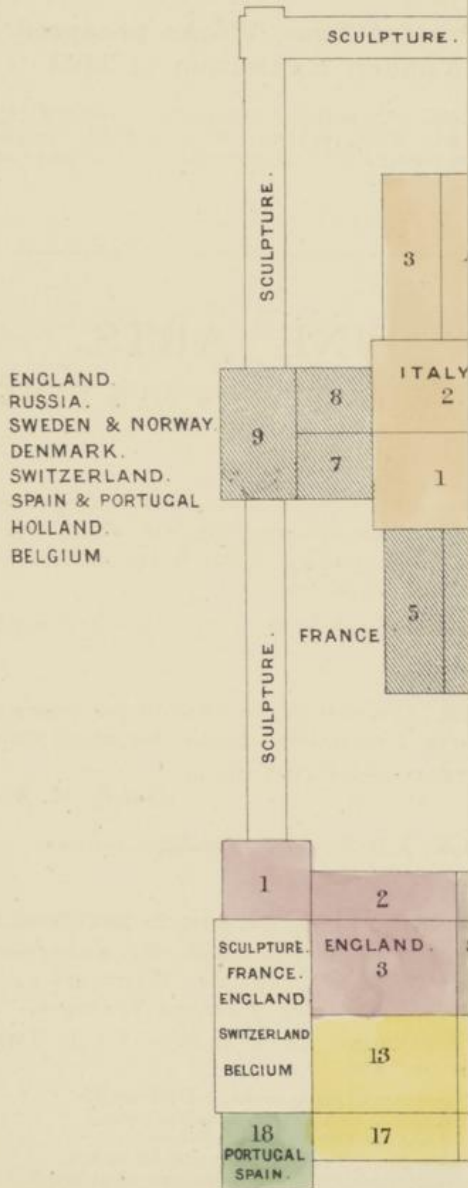 SCULPTURE.
SCULPTURE.
3
ENGLAND.
RUSSIA.
SWEDEN & NORWAY
DENMARK.
SWITZERLAND.
SPAIN & PORTUGAL
HOLLAND.
BELGIUM
9
8
7
ITALY
2
1
5
FRANCE
SCULPTURE.
1
2
SCULPTURE.
FRANCE.
ENGLAND
SWITZERLAND
BELGIUM
ENGLAND.
3
13
18
PORTUGAL
SPAIN.
17